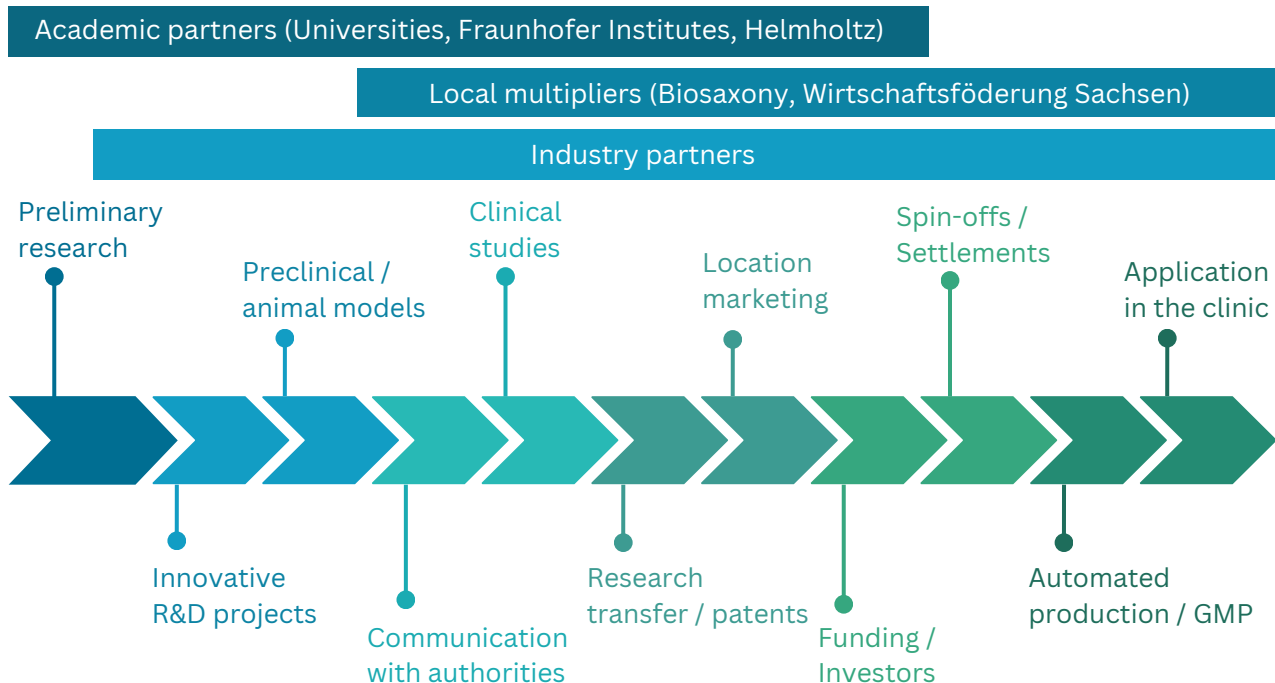 Academic partners (Universities, Fraunhofer Institutes, Helmholtz)
Local multipliers (Biosaxony, Wirtschaftsföderung Sachsen)
Industry partners
Preliminary
research
Preclinical /
animal models
Clinical
studies
Location
marketing
Spin-offs /
Settlements
Application
in the clinic
Innovative
R&D projects
Communication
with authorities
Research
transfer / patents
Funding /
Investors
Automated
production / GMP